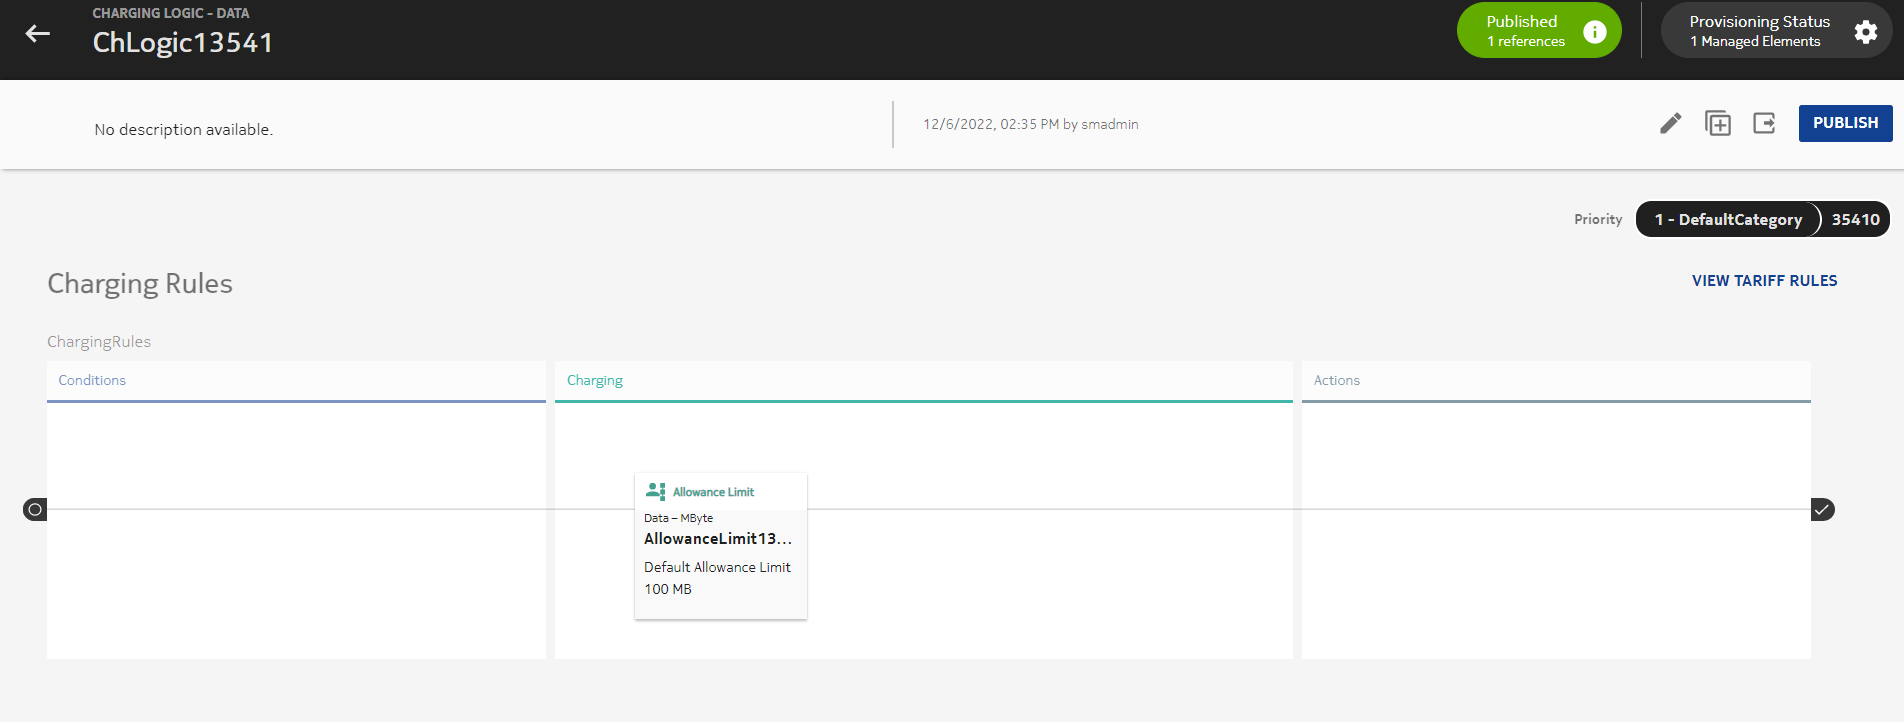 CHARGING LOGIC - DATA
ChLogic13541
Published
1 references
Provisioning Status
1 Managed Elements
No description available.
12/6/2022, 02:35 PM by smadmin
PUBLISH
Priority
1 - DefaultCategory
35410
Charging Rules
VIEW TARIFF RULES
ChargingRules
Conditions
Charging
Actions
Allowance Limit
Data – MByte
AllowanceLimit13...
Default Allowance Limit
100 MB